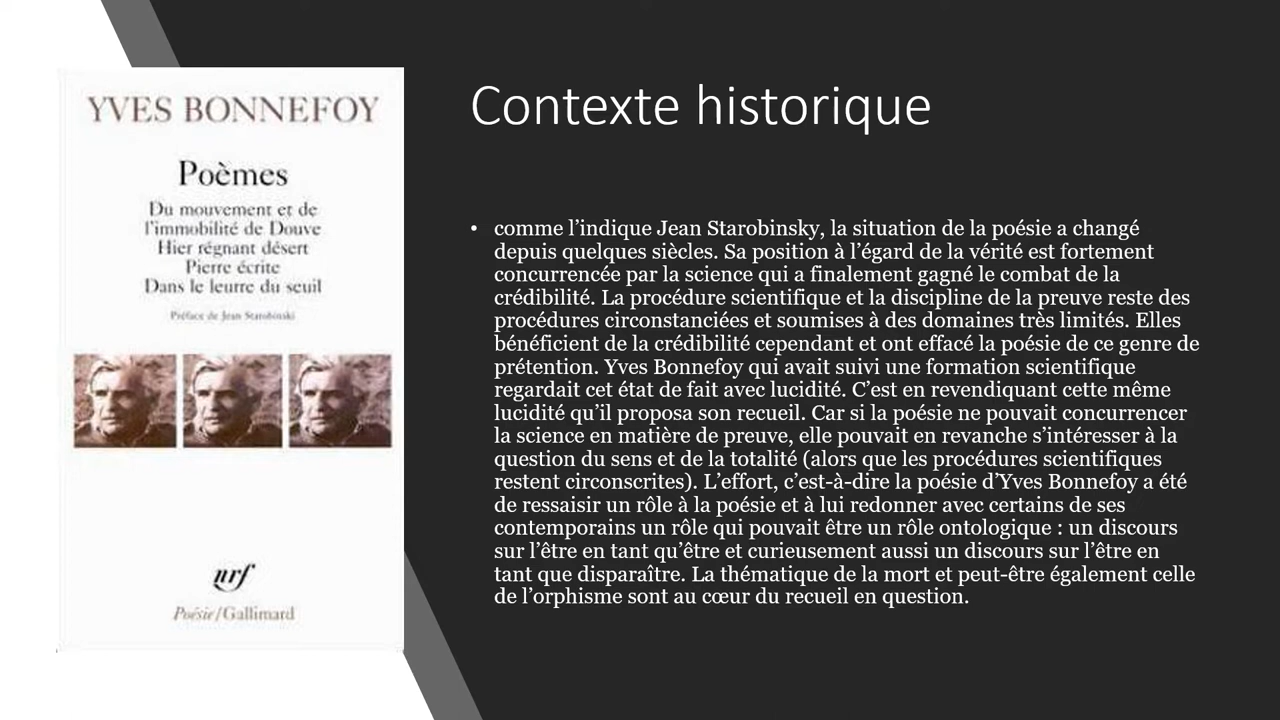 YVES BONNEFOY
Poèmes
Du mouvement et de
l'immobilité de Douve
Hier régnant désert
Pierre écrite
Dans le leurre du seuil
Préface de Jean Starobinski
nrf
Poésie/Gallimard
Contexte historique
• comme l’indique Jean Starobinsky, la situation de la poésie a changé
depuis quelques siècles. Sa position à l’égard de la vérité est fortement
concurrencée par la science qui a finalement gagné le combat de la
crédibilité. La procédure scientifique et la discipline de la preuve reste des
procédures circonstanciées et soumises à des domaines très limités. Elles
bénéficient de la crédibilité cependant et ont effacé la poésie de ce genre de
prétention. Yves Bonnefoy qui avait suivi une formation scientifique
regardait cet état de fait avec lucidité. C’est en revendiquant cette même
lucidité qu’il proposa son recueil. Car si la poésie ne pouvait concurrencer
la science en matière de preuve, elle pouvait en revanche s’intéresser à la
question du sens et de la totalité (alors que les procédures scientifiques
restent circonscrites). L’effort, c’est-à-dire la poésie d’Yves Bonnefoy a été
de ressaisir un rôle à la poésie et à lui redonner avec certains de ses
contemporains un rôle qui pouvait être un rôle ontologique : un discours
sur l’être en tant qu’être et curieusement aussi un discours sur l’être en
tant que disparaître. La thématique de la mort et peut-être également celle
de l’orphisme sont au cœur du recueil en question.